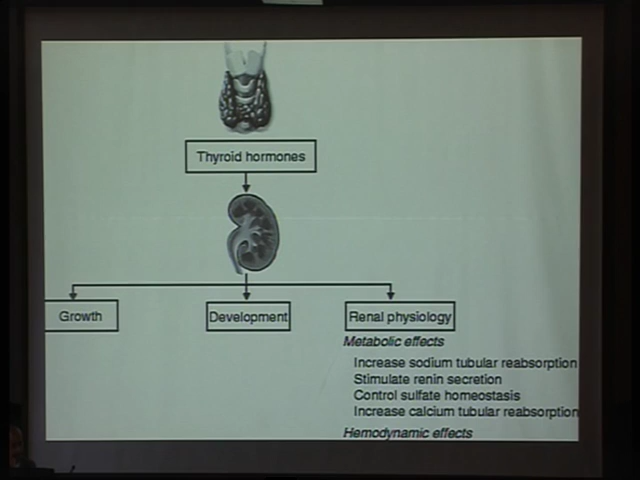 Thyroid hormones
Growth
Development
Renal physiology
Metabolic effects
Increase sodium tubular reabsorption
Stimulate renin secretion
Control sulfate homeostasis
Increase calcium tubular reabsorption
Hemodynamic effects